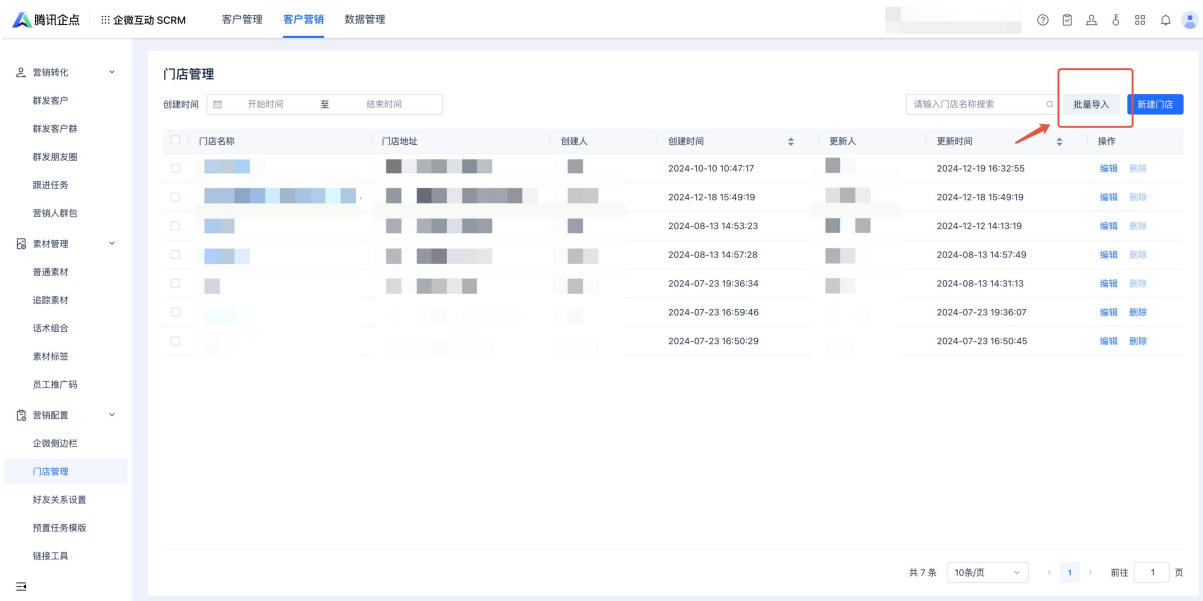 腾讯企点 企微互动 SCRM 客户管理 客户营销 数据管理
营销转化
群发客户
群发客户群
群发朋友圈
跟进任务
营销人群包
素材管理
普通素材
追踪素材
话术组合
素材标签
员工推广码
营销配置
企微侧边栏
门店管理
好友关系设置
预置任务模版
链接工具
门店管理
创建时间 开始时间 至 结束时间 请输入门店名称搜索 批量导入 新建门店
门店名称 门店地址 创建人 创建时间 更新人 更新时间 操作
2024-10-10 10:47:17 2024-12-19 16:32:55 编辑 删除
2024-12-18 15:49:19 2024-12-18 15:49:19 编辑 删除
2024-08-13 14:53:23 2024-12-12 14:13:19 编辑 删除
2024-08-13 14:57:28 2024-08-13 14:57:49 编辑 删除
2024-07-23 19:36:34 2024-08-13 14:31:13 编辑 删除
2024-07-23 16:59:46 2024-07-23 19:36:07 编辑 删除
2024-07-23 16:50:29 2024-07-23 16:50:45 编辑 删除
共 7 条 10条/页 1 前往 1 页